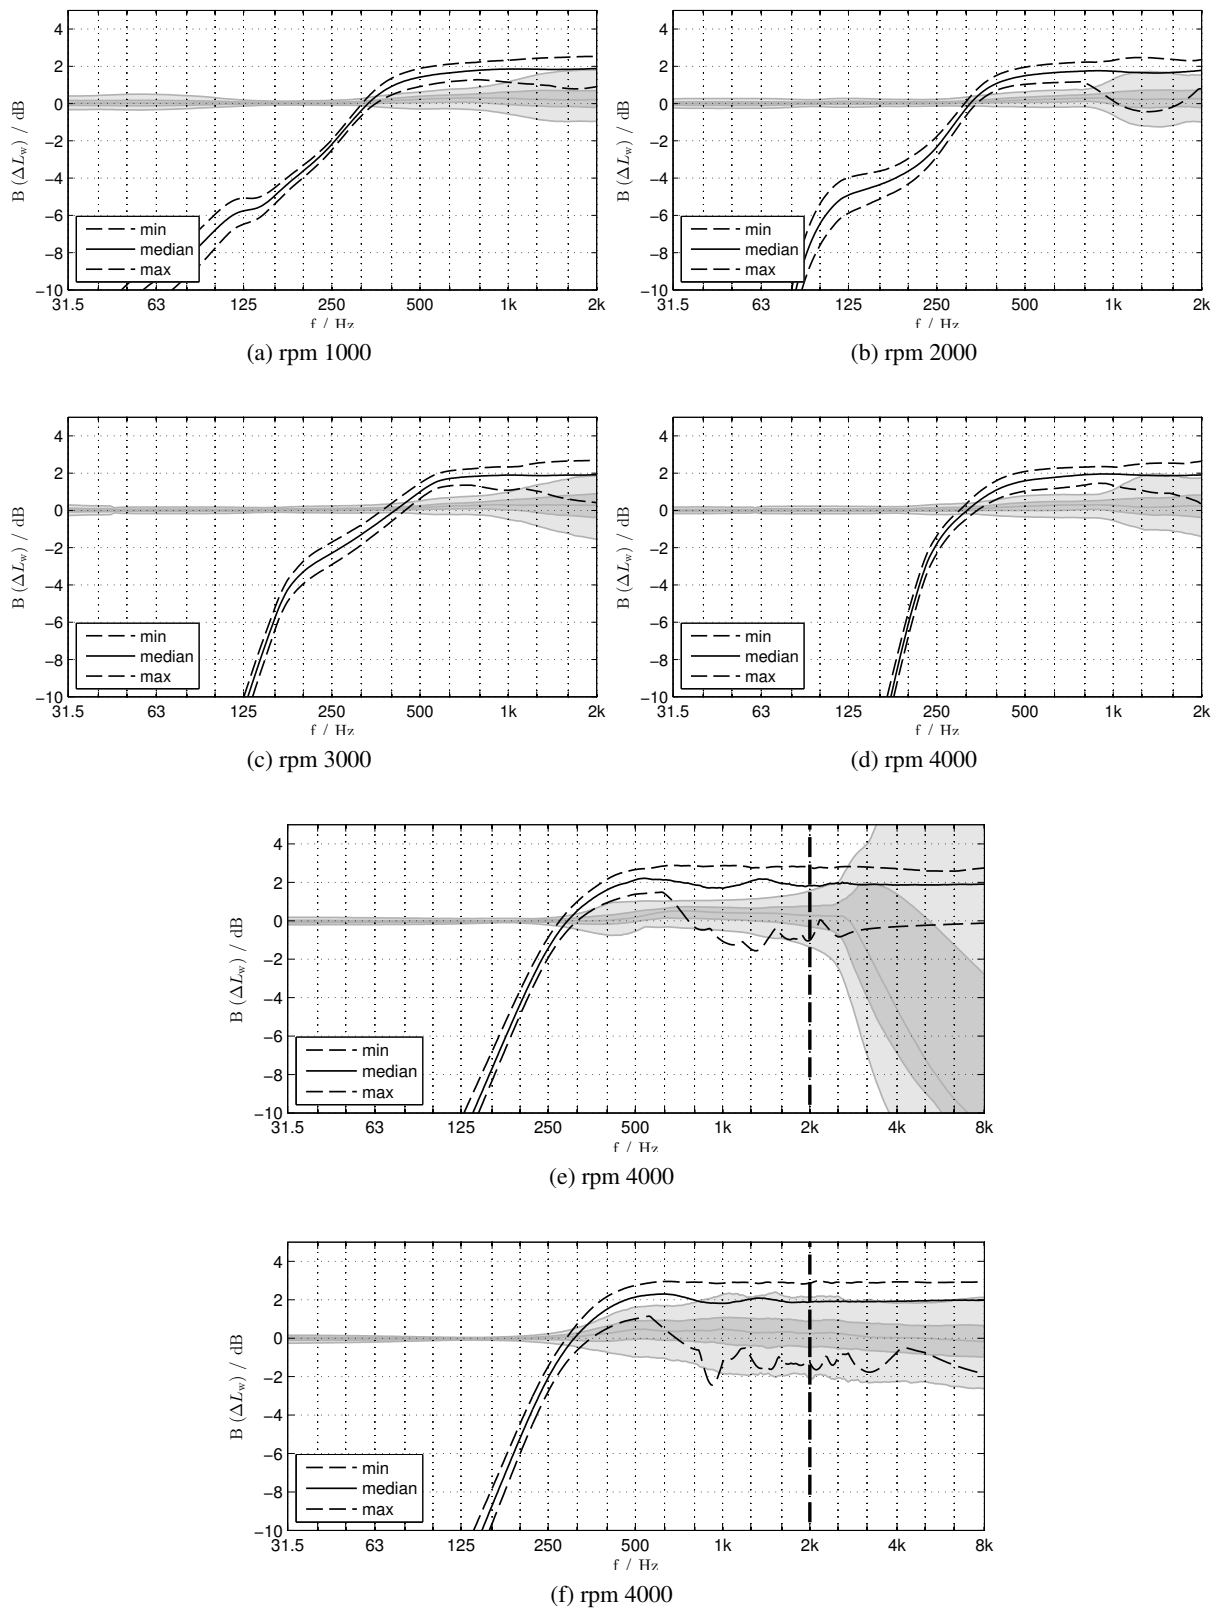 4 4
2 2
0 0
−2 −2
−4 −4
−6 −6
−8 −8
−10 −10
B (ΔLw) / dB B (ΔLw) / dB
min min
median median
max max
31.5 63 125 250 500 1k 2k 31.5 63 125 250 500 1k 2k
f / Hz f / Hz
(a) rpm 1000 (b) rpm 2000
4 4
2 2
0 0
−2 −2
−4 −4
−6 −6
−8 −8
−10 −10
B (ΔLw) / dB B (ΔLw) / dB
min min
median median
max max
31.5 63 125 250 500 1k 2k 31.5 63 125 250 500 1k 2k
f / Hz f / Hz
(c) rpm 3000 (d) rpm 4000
4
2
0
−2
−4
−6
−8
−10
B (ΔLw) / dB
min
median
max
31.5 63 125 250 500 1k 2k 4k 8k
f / Hz
(e) rpm 4000
4
2
0
−2
−4
−6
−8
−10
B (ΔLw) / dB
min
median
max
31.5 63 125 250 500 1k 2k 4k 8k
f / Hz
(f) rpm 4000